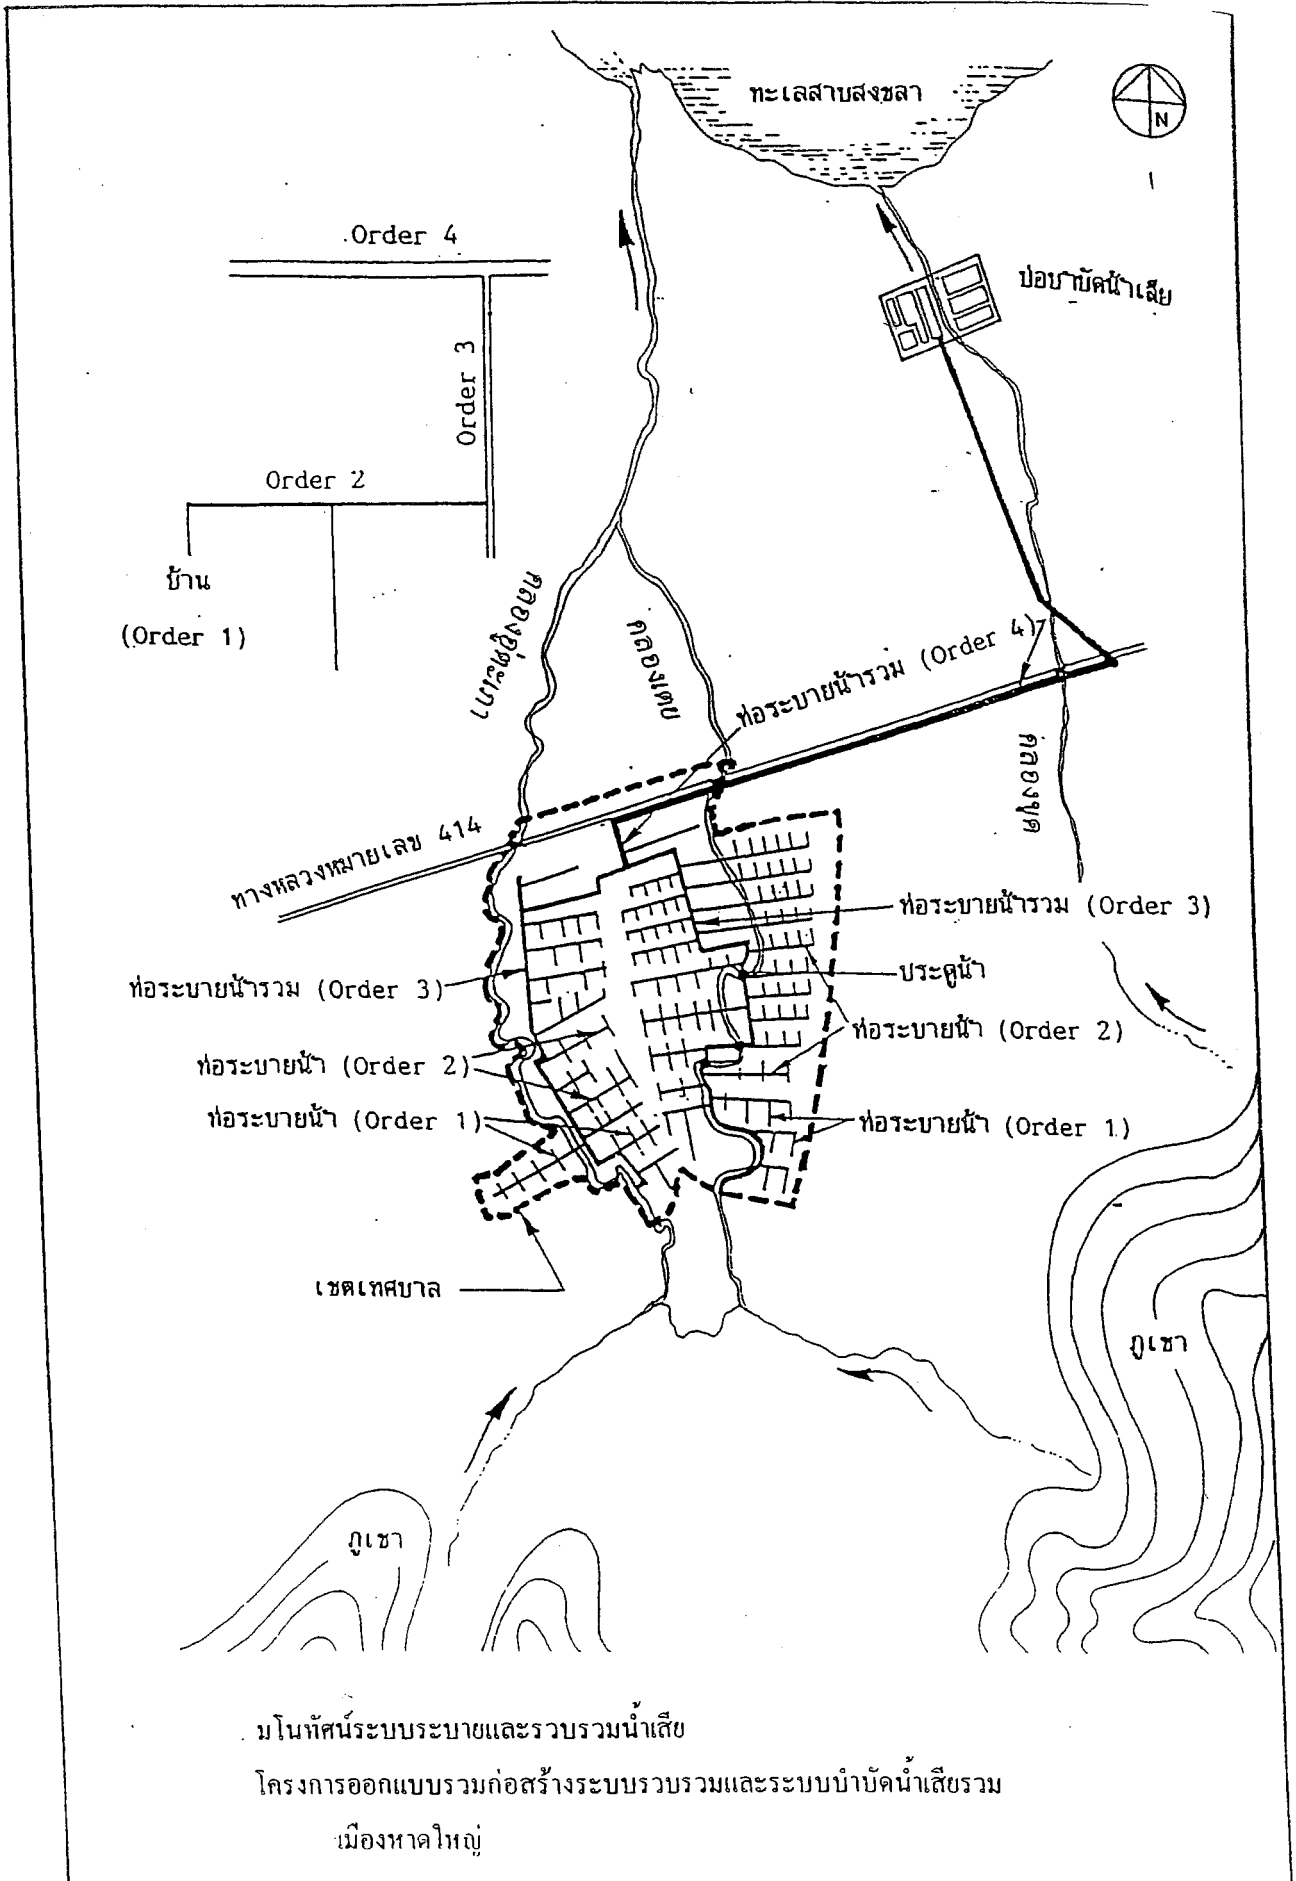 ทะเลสาบสงขลา
N
Order 4
บ่อบำบัดน้ำเสีย
Order 3
Order 2
บ้าน
(Order 1)
คลองอู่ตะเภา
คลองเตย
ท่อระบายน้ำรวม (Order 4)
คลองขุด
ทางหลวงหมายเลข 414
ท่อระบายน้ำรวม (Order 3)
ประตูน้ำ
ท่อระบายน้ำรวม (Order 3)
ท่อระบายน้ำ (Order 2)
ท่อระบายน้ำ (Order 2)
ท่อระบายน้ำ (Order 1)
ท่อระบายน้ำ (Order 1)
เขตเทศบาล
ภูเขา
ภูเขา
มโนทัศน์ระบบระบายและรวบรวมน้ำเสีย
โครงการออกแบบรวมก่อสร้างระบบรวบรวมและระบบบำบัดน้ำเสียรวม
เมืองหาดใหญ่